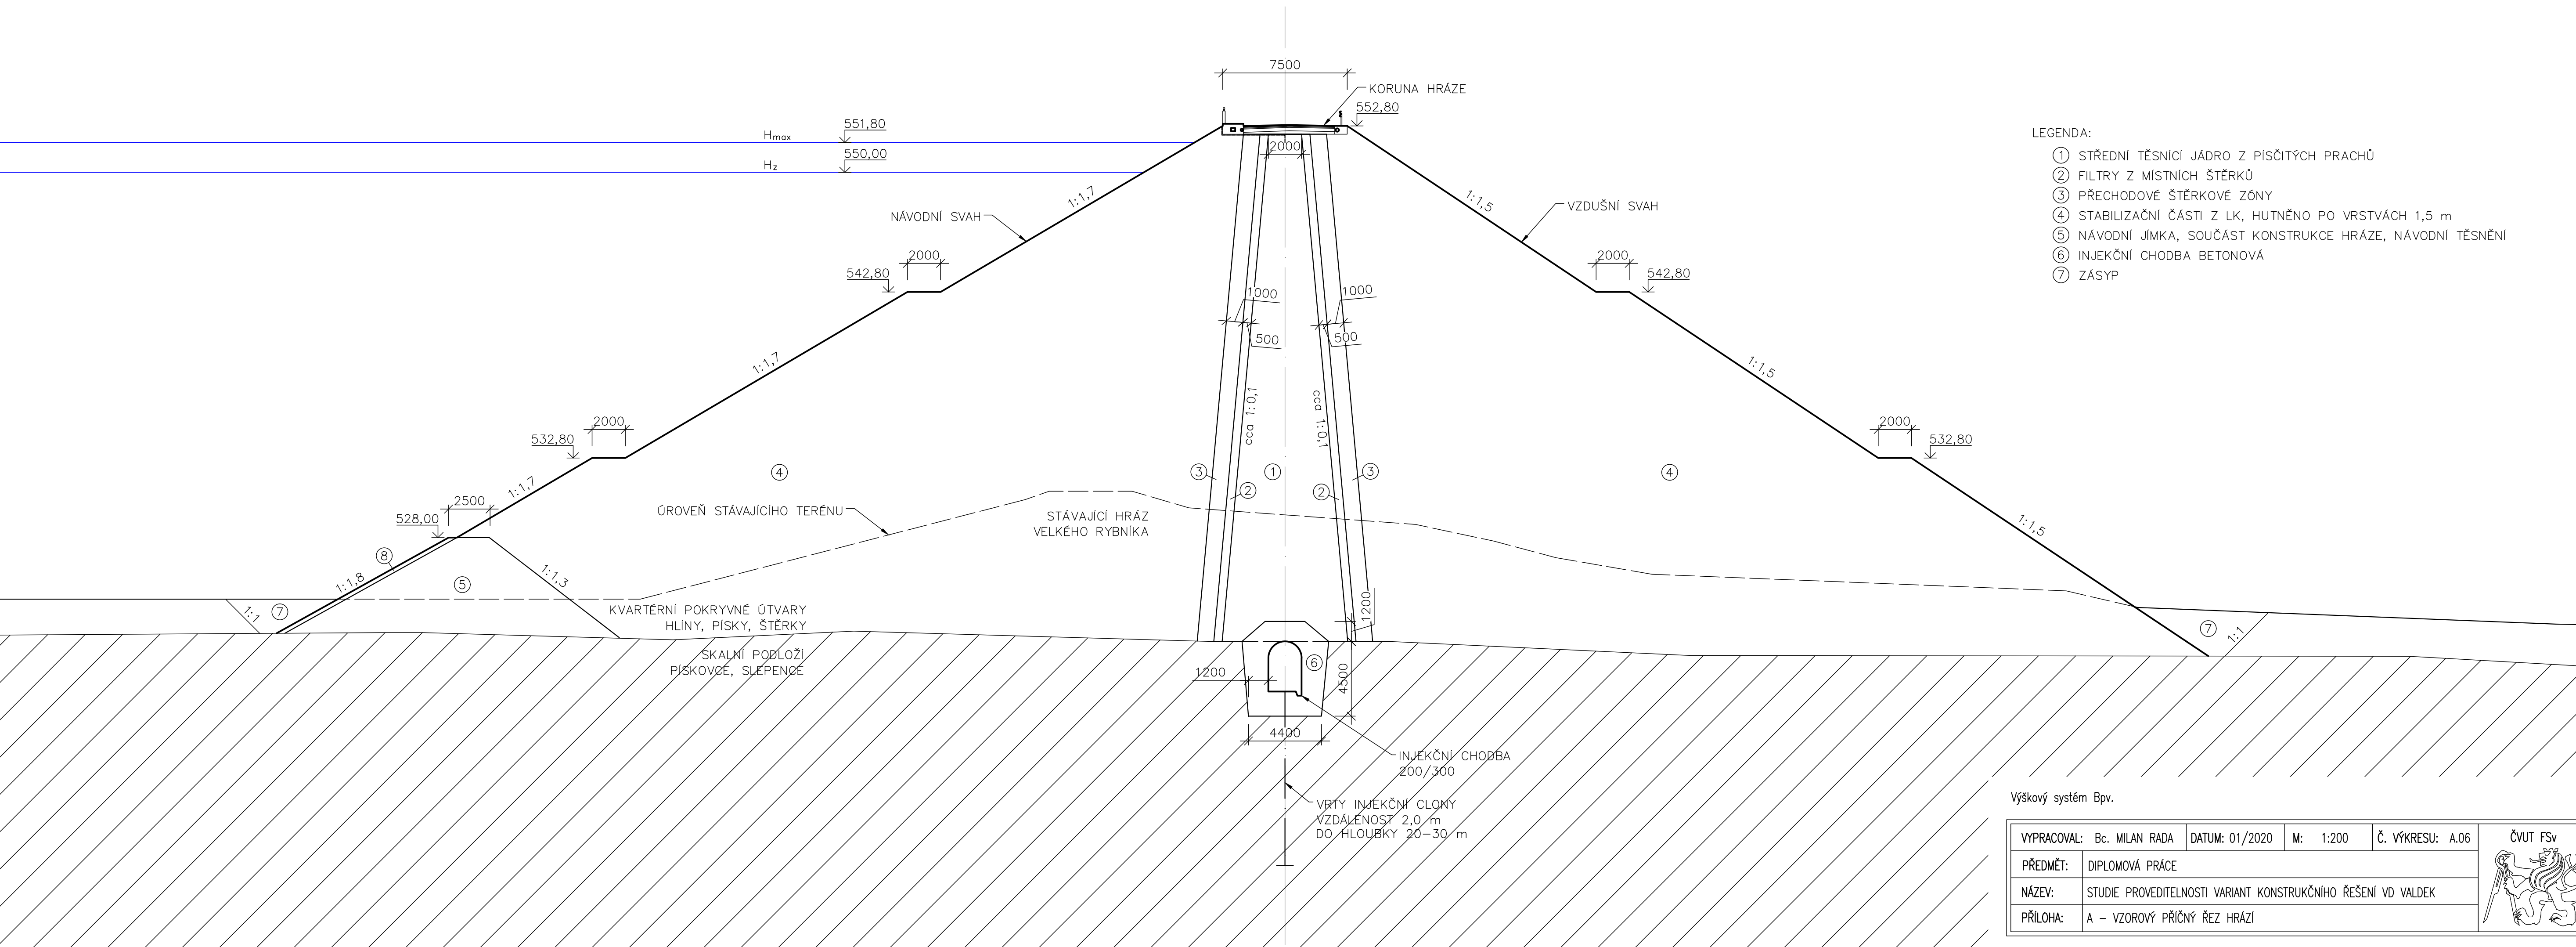 7500
KORUNA HRÁZE
552,80
Hmax
551,80
Hz
550,00
2000
1:1,7
NÁVODNÍ SVAH
1:1,5
VZDUŠNÍ SVAH
2000
542,80
2000
542,80
1000
1000
500
500
1:1,7
1:1,5
cca 1:0,1
cca 1:0,1
2000
532,80
2000
532,80
4
3
1
3
4
2
2
1:1,7
2500
528,00
ÚROVEŇ STÁVAJÍCÍHO TERÉNU
STÁVAJÍCÍ HRÁZ
VELKÉHO RYBNÍKA
1:1,5
8
1:1,8
5
1:1,3
1:1
7
KVARTÉRNÍ POKRYVNÉ ÚTVARY
HLÍNY, PÍSKY, ŠTĚRKY
1200
7
1:1
SKALNÍ PODLOŽÍ
PÍSKOVCE, SLEPENCE
6
1200
4500
4400
INJEKČNÍ CHODBA
200/300
VRTY INJEKČNÍ CLONY
VZDÁLENOST 2,0 m
DO HLOUBKY 20-30 m
LEGENDA:
1 STŘEDNÍ TĚSNÍCÍ JÁDRO Z PÍSČITÝCH PRACHŮ
2 FILTRY Z MÍSTNÍCH ŠTĚRKŮ
3 PŘECHODOVÉ ŠTĚRKOVÉ ZÓNY
4 STABILIZAČNÍ ČÁSTI Z LK, HUTNĚNO PO VRSTVÁCH 1,5 m
5 NÁVODNÍ JÍMKA, SOUČÁST KONSTRUKCE HRÁZE, NÁVODNÍ TĚSNĚNÍ
6 INJEKČNÍ CHODBA BETONOVÁ
7 ZÁSYP
Výškový systém Bpv.
VYPRACOVAL: Bc. MILAN RADA DATUM: 01/2020 M: 1:200 Č. VÝKRESU: A.06
ČVUT FSv
PŘEDMĚT: DIPLOMOVÁ PRÁCE
NÁZEV: STUDIE PROVEDITELNOSTI VARIANT KONSTRUKČNÍHO ŘEŠENÍ VD VALDEK
PŘÍLOHA: A - VZOROVÝ PŘÍČNÝ ŘEZ HRÁZÍ